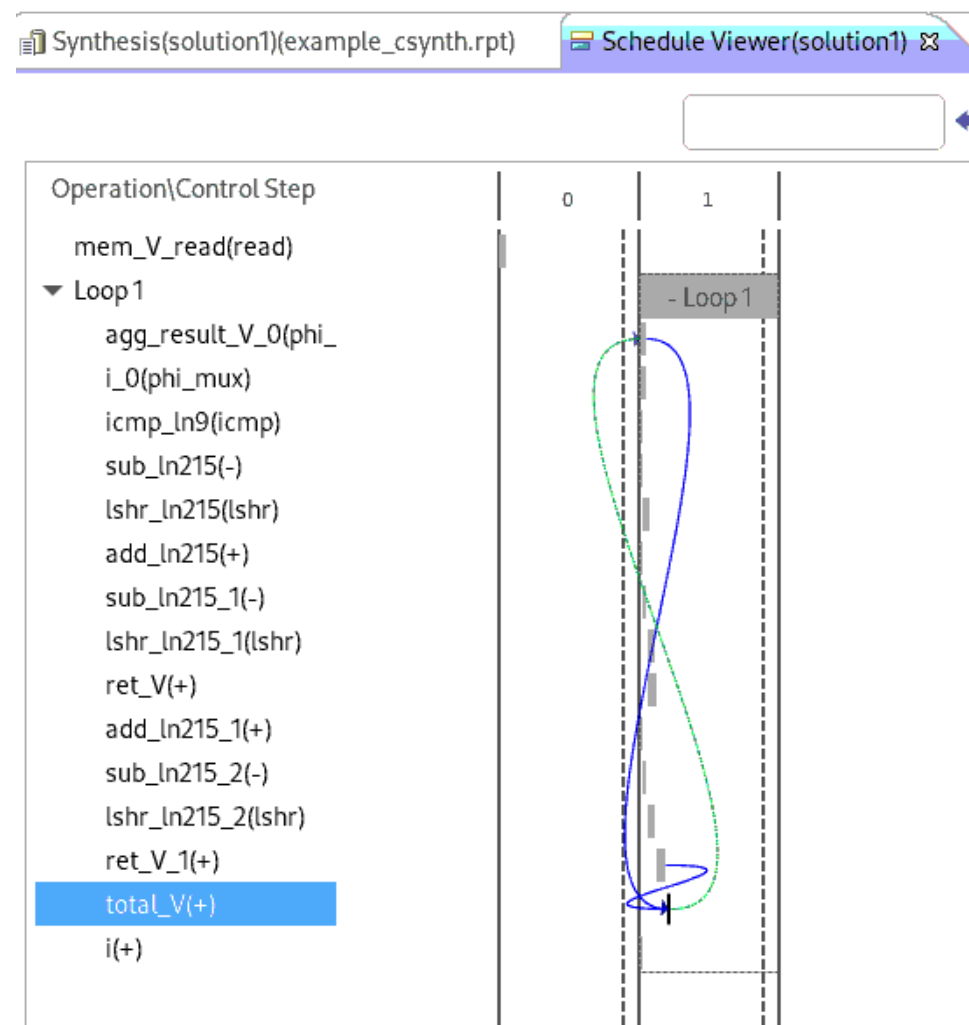 Synthesis(solution1)(example_csynth.rpt)
Schedule Viewer(solution1)
Operation\Control Step
0
1
mem_V_read(read)
Loop 1
- Loop 1
agg_result_V_0(phi_
i_0(phi_mux)
icmp_ln9(icmp)
sub_ln215(-)
lshr_ln215(lshr)
add_ln215(+)
sub_ln215_1(-)
lshr_ln215_1(lshr)
ret_V(+)
add_ln215_1(+)
sub_ln215_2(-)
lshr_ln215_2(lshr)
ret_V_1(+)
total_V(+)
i(+)